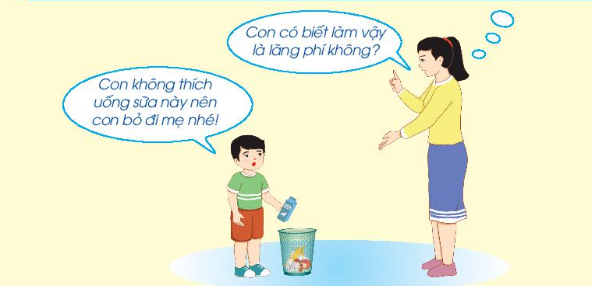 Con có biết làm vậy
là lãng phí không?
Con không thích
uống sữa này nên
con bỏ đi mẹ nhé!